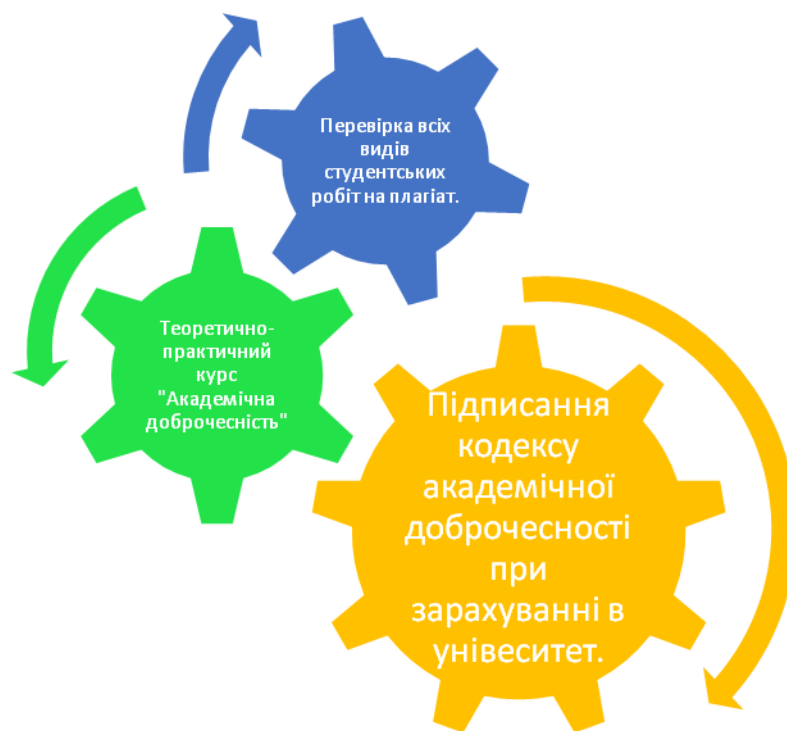 Перевірка всіх
видів
студентських
робіт на плагіат.
Теоретично-
практичний
курс
"Академічна
доброчесність"
Підписання
кодексу
академічної
доброчесності
при
зарахуванні в
унівеситет.